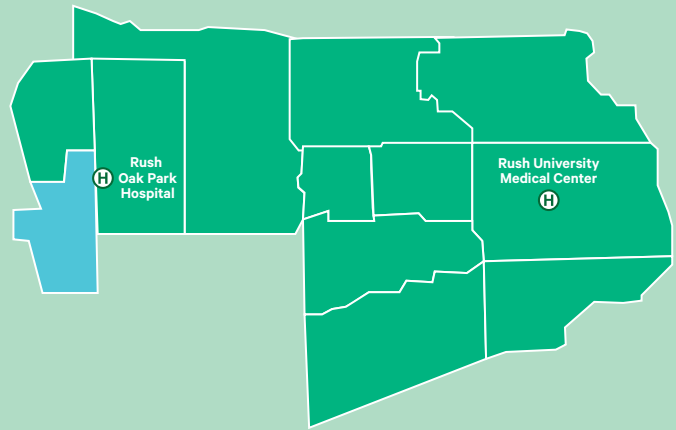 Rush
Oak Park
Hospital
H
Rush University
Medical Center
H